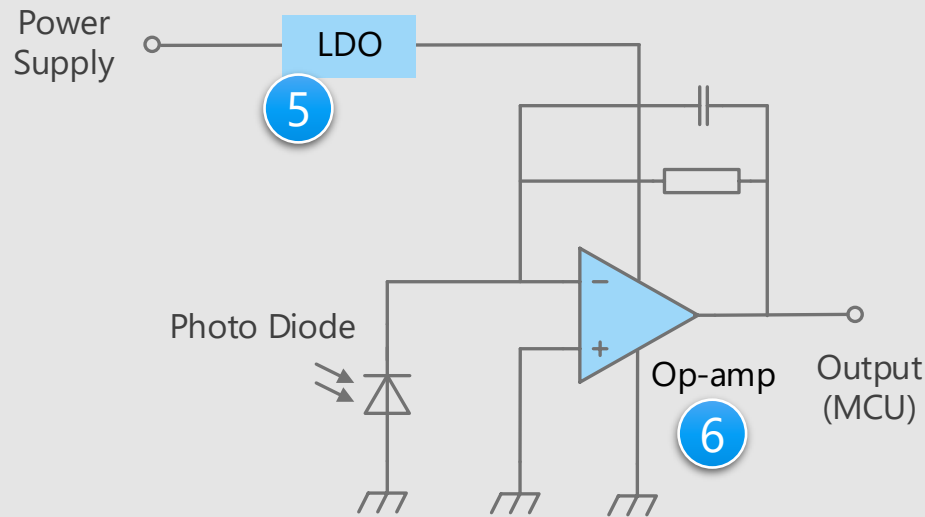 Power
Supply
LDO
5
Photo Diode
−
+
Op-amp
6
Output
(MCU)